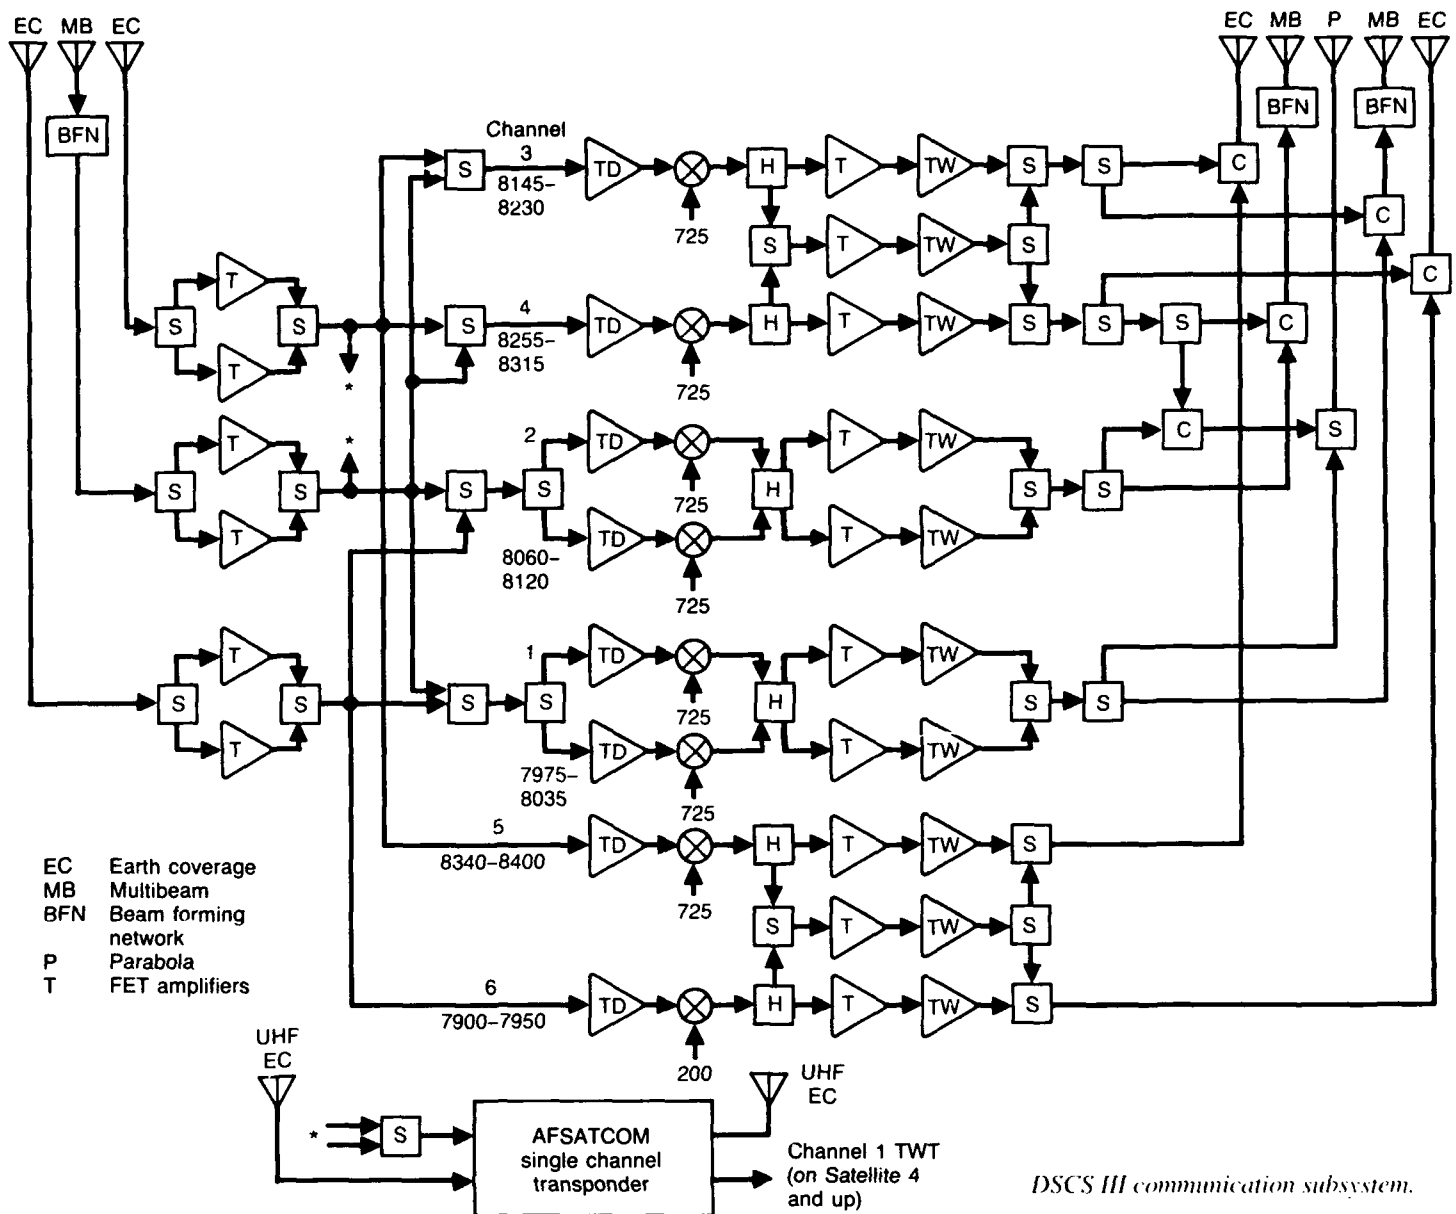 EC MB EC
EC MB P MB EC
BFN
BFN BFN
Channel
3
S TD H T TW S S C
8145–
8230
725
C
S T TW S
T
C
S S
4
S TD H T TW S S S C
8255–
8315
T
*
725
*
T
2
TD T TW
C S
725
S S S S H S S
T
TD T TW
8060–
8120
725
T
1
TD T TW
725
S S S S H S S
T
TD T TW
7975–
8035
725
5
TD H T TW S
8340–8400
725
S T TW S
6
TD H T TW S
7900–7950
200
EC Earth coverage
MB Multibeam
BFN Beam forming
network
P Parabola
T FET amplifiers
UHF
EC
UHF
EC
* S
AFSATCOM
single channel
transponder
Channel 1 TWT
(on Satellite 4
and up)
DSCS III communication subsystem.